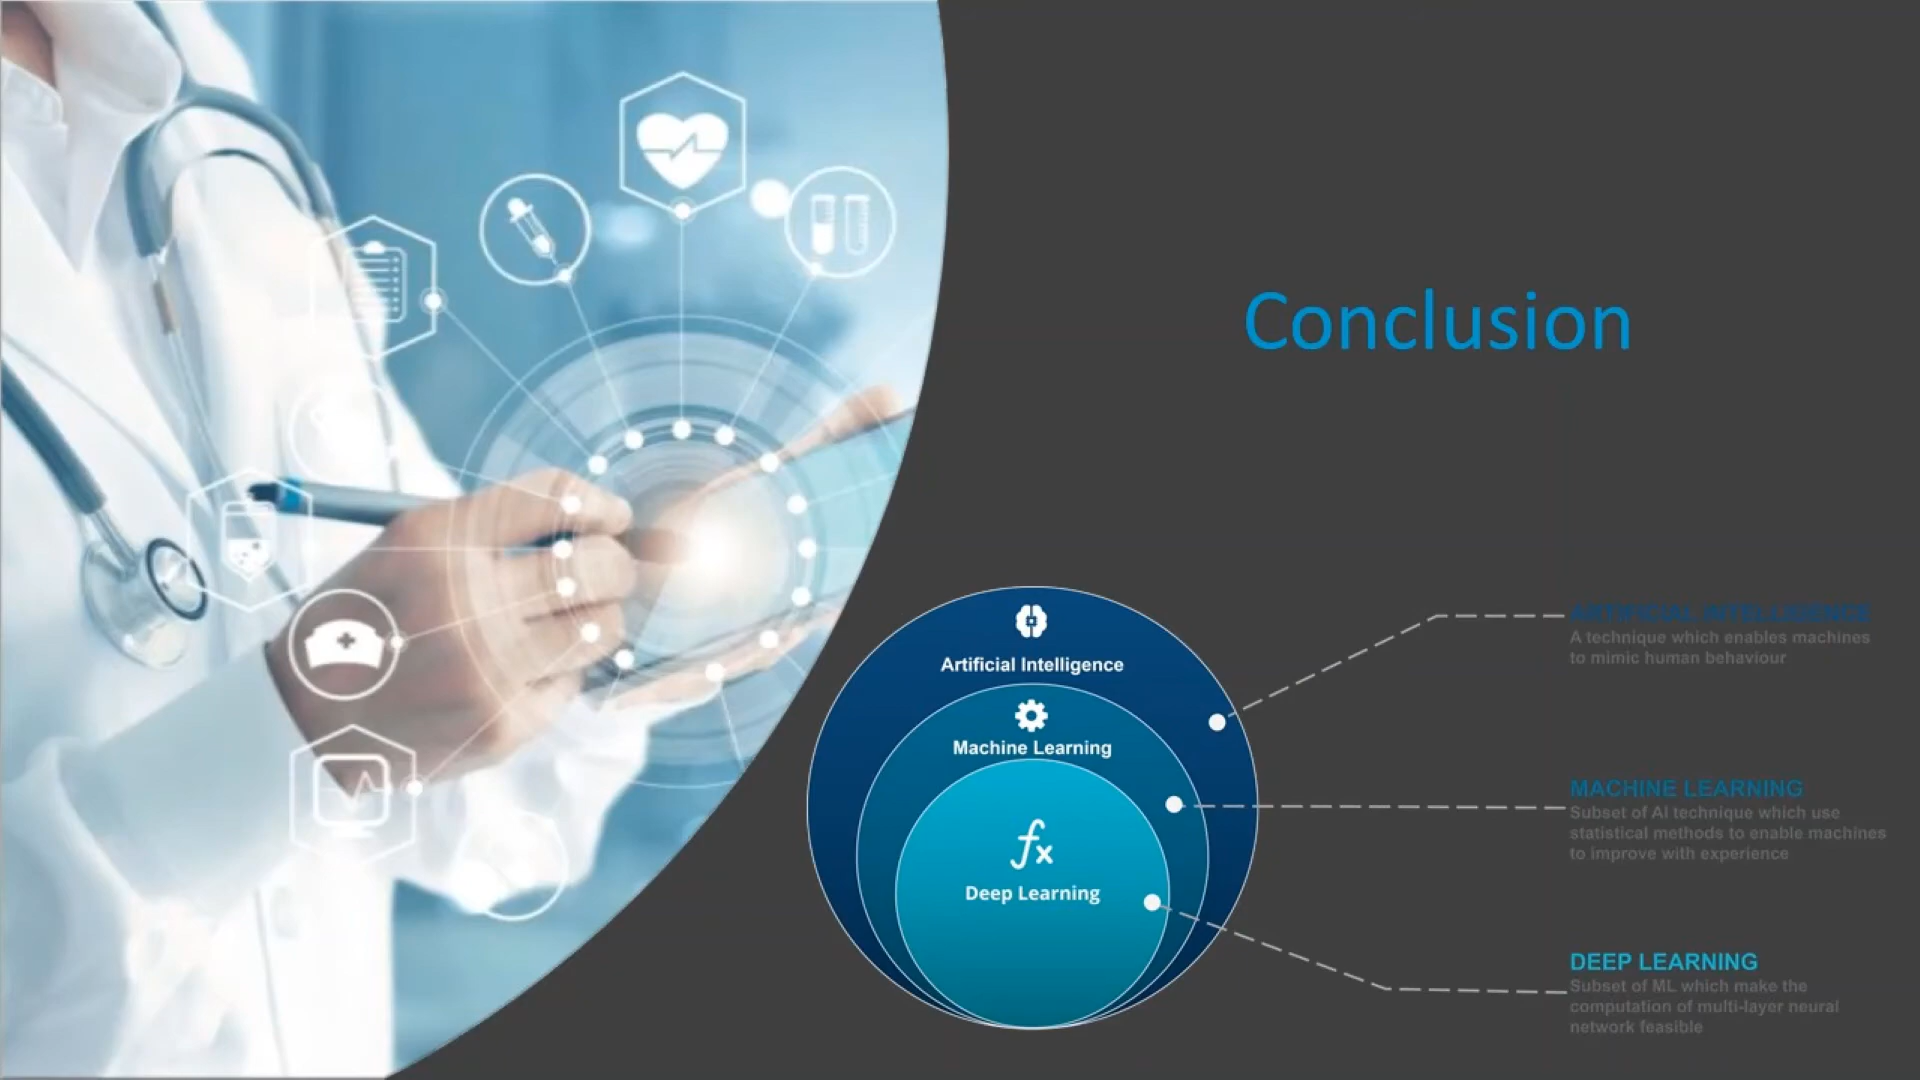 Conclusion
Artificial Intelligence
Machine Learning
fx
Deep Learning
ARTIFICIAL INTELLIGENCE
A technique which enables machines
to mimic human behaviour
MACHINE LEARNING
Subset of AI technique which use
statistical methods to enable machines
to improve with experience
DEEP LEARNING
Subset of ML which make the
computation of multi-layer neural
network feasible